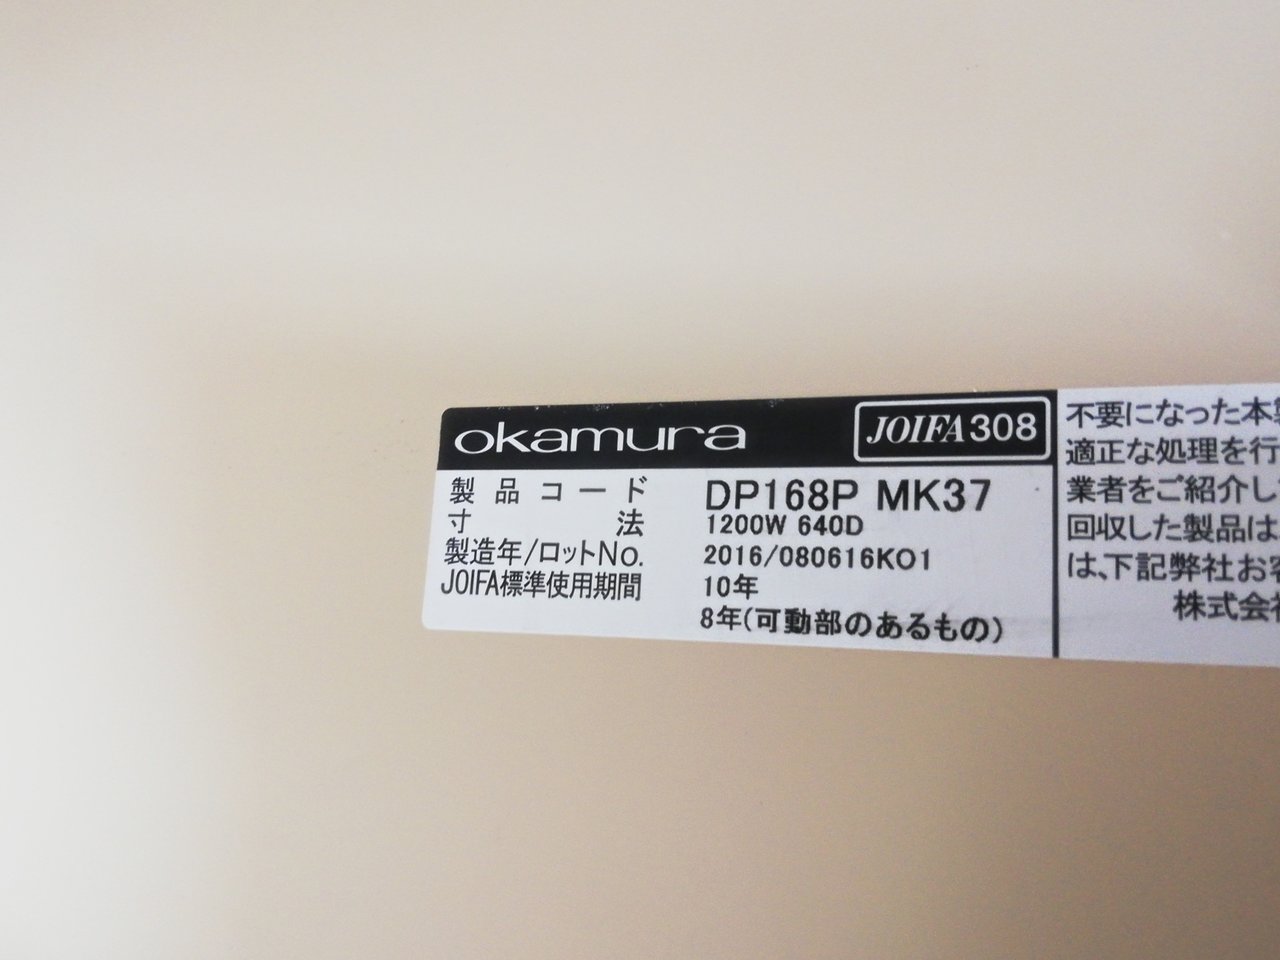 okamura JOIFA308
製品コード DP168P MK37
寸法 1200W 640D
製造年/ロットNo. 2016/080616KO1
JOIFA標準使用期間 10年
8年(可動部のあるもの)
不要になった本
適正な処理を行
業者をご紹介し
回収した製品は
は、下記弊社お客
株式会社